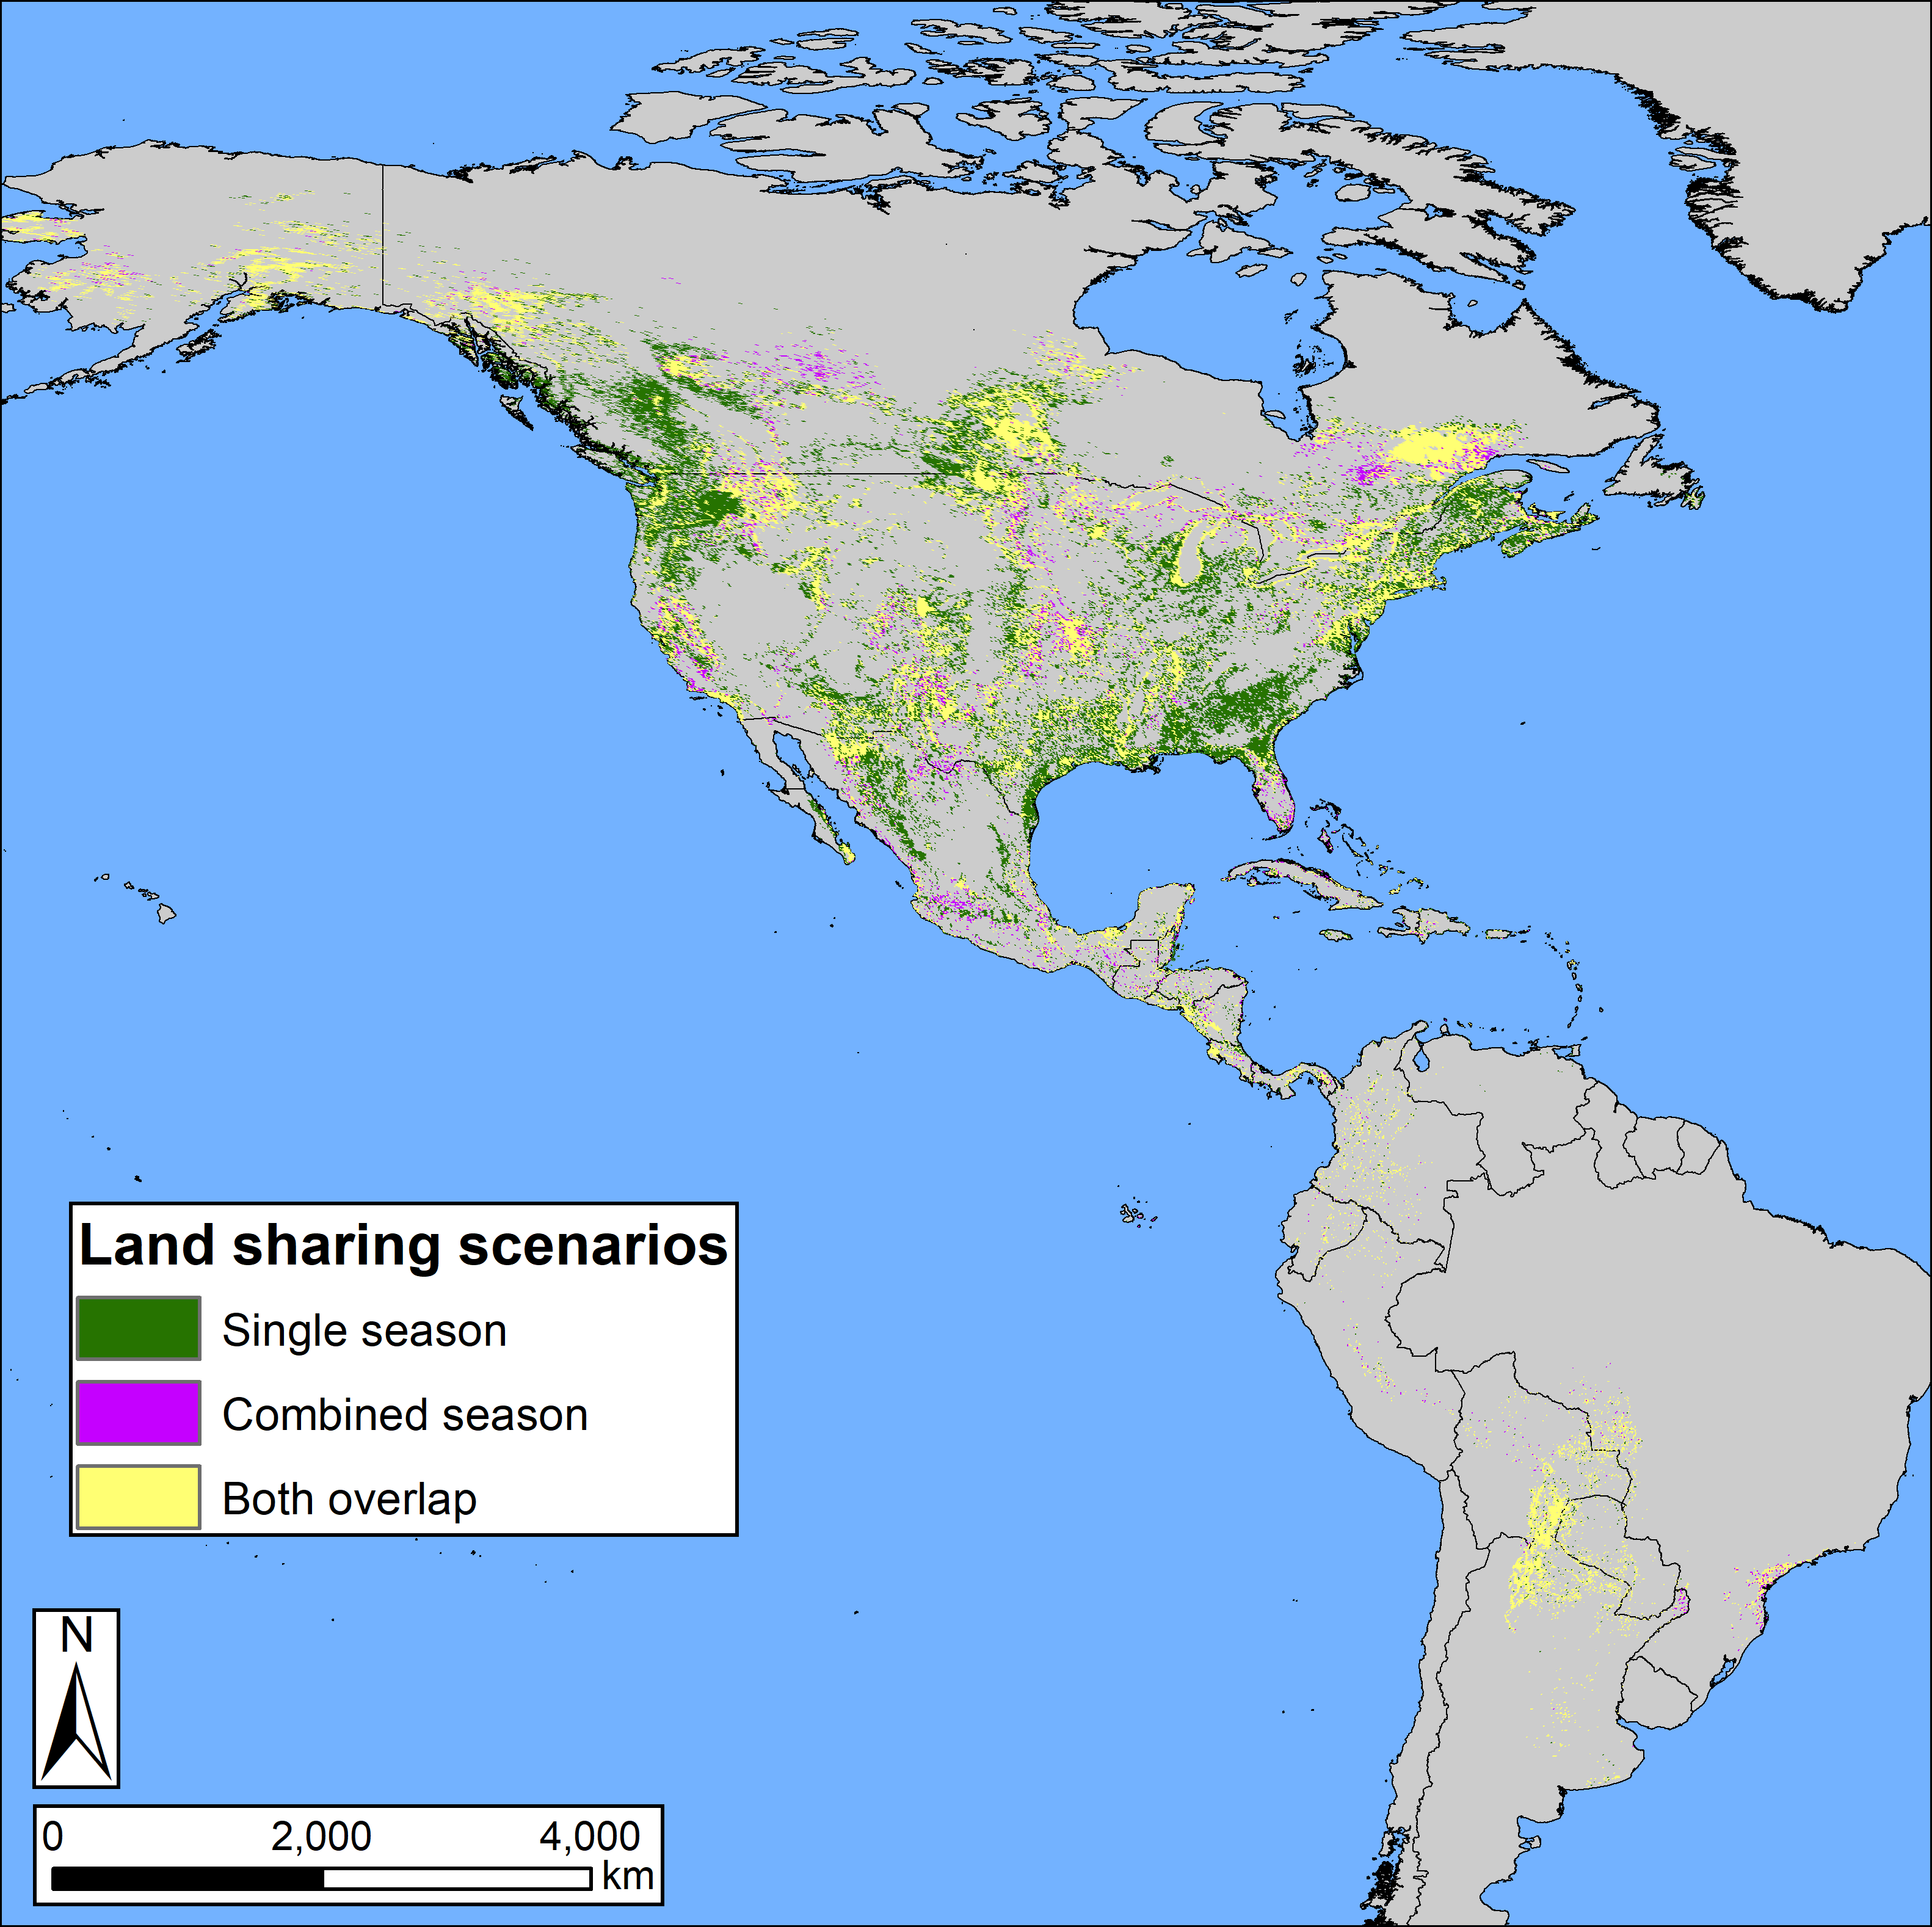 Land sharing scenarios
Single season
Combined season
Both overlap
N
0 2,000 4,000
km